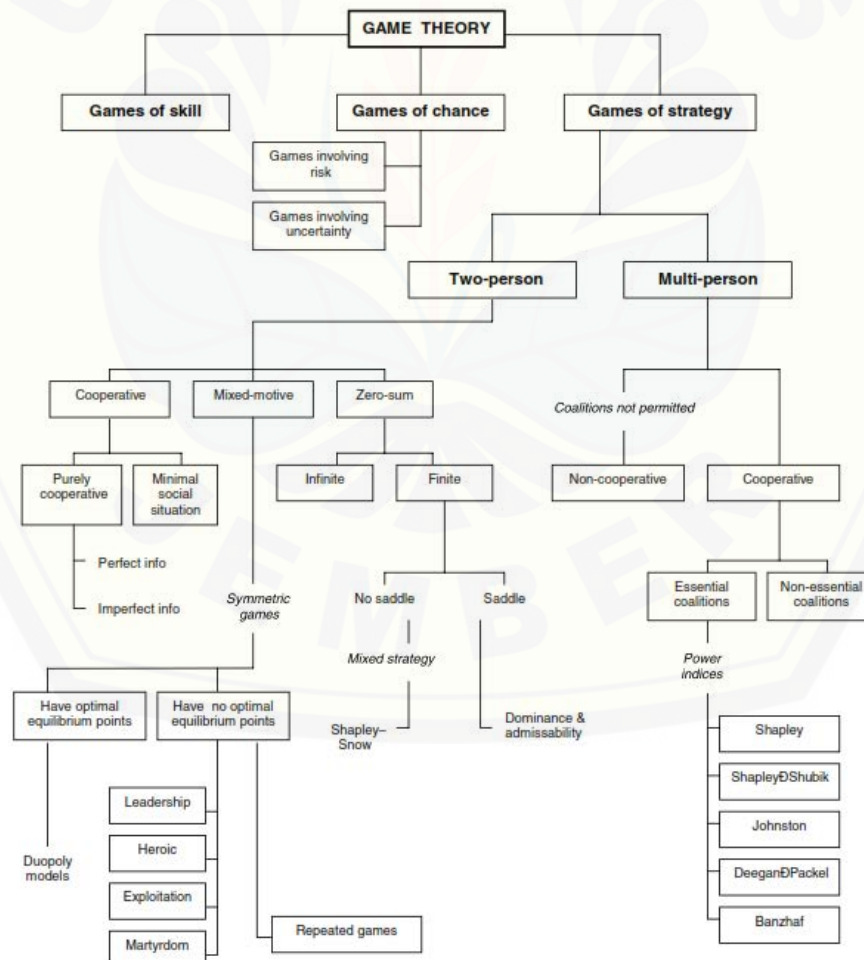 GAME THEORY
Games of skill
Games of chance
Games of strategy
Games involving
risk
Games involving
uncertainty
Two-person
Multi-person
Cooperative
Mixed-motive
Zero-sum
Coalitions not permitted
Purely
cooperative
Minimal
social
situation
Infinite
Finite
Non-cooperative
Cooperative
Perfect info
Imperfect info
Symmetric
games
No saddle
Saddle
Essential
coalitions
Non-essential
coalitions
Mixed strategy
Power
indices
Have optimal
equilibrium points
Have no optimal
equilibrium points
Shapley–
Snow
Dominance &
admissability
Shapley
ShapleyÐShubik
Johnston
DeeganÐPackel
Banzhaf
Leadership
Heroic
Exploitation
Martyrdom
Duopoly
models
Repeated games
EMBER